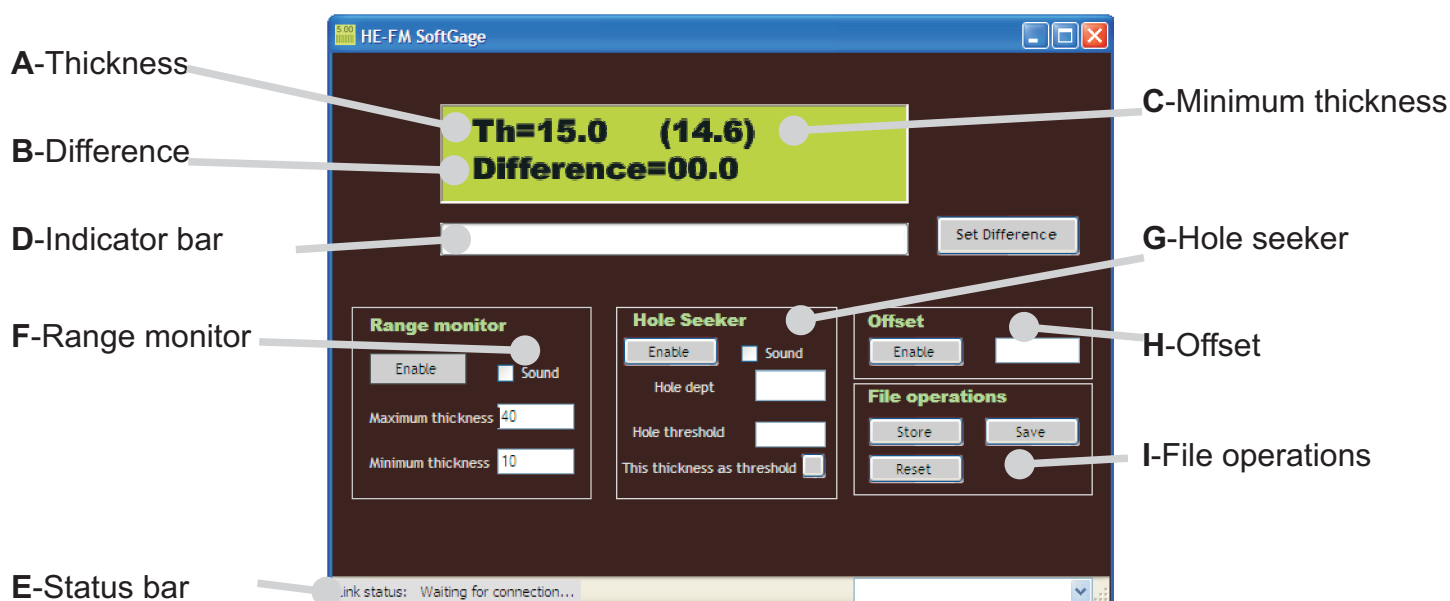 5.00
HE-FM SoftGage
A-Thickness
C-Minimum thickness
Th=15.0 (14.6)
B-Difference
Difference=00.0
D-Indicator bar
Set Difference
G-Hole seeker
F-Range monitor
Range monitor
Enable
Sound
Maximum thickness 40
Minimum thickness 10
Hole Seeker
Enable
Sound
Hole dept
Hole threshold
This thickness as threshold
Offset
Enable
H-Offset
File operations
Store
Save
Reset
I-File operations
E-Status bar
Link status: Waiting for connection...